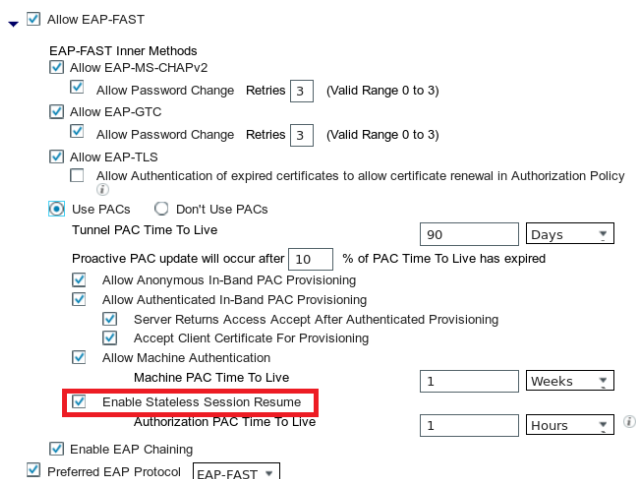 Allow EAP-FAST
EAP-FAST Inner Methods
Allow EAP-MS-CHAPv2
Allow Password Change Retries 3 (Valid Range 0 to 3)
Allow EAP-GTC
Allow Password Change Retries 3 (Valid Range 0 to 3)
Allow EAP-TLS
Allow Authentication of expired certificates to allow certificate renewal in Authorization Policy
i
Use PACs Don't Use PACs
Tunnel PAC Time To Live 90 Days
Proactive PAC update will occur after 10 % of PAC Time To Live has expired
Allow Anonymous In-Band PAC Provisioning
Allow Authenticated In-Band PAC Provisioning
Server Returns Access Accept After Authenticated Provisioning
Accept Client Certificate For Provisioning
Allow Machine Authentication
Machine PAC Time To Live 1 Weeks
Enable Stateless Session Resume
Authorization PAC Time To Live 1 Hours i
Enable EAP Chaining
Preferred EAP Protocol EAP-FAST